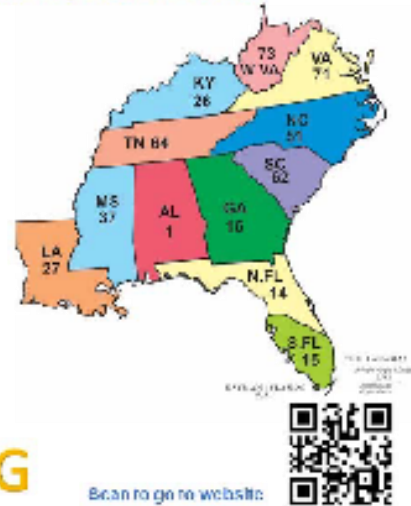 73
W.VA
VA
71
KY
26
NC
51
TN 64
SC
62
MS
37
AL
1
GA
16
LA
27
N.FL
14
S.FL
15
G
Scan to go to website